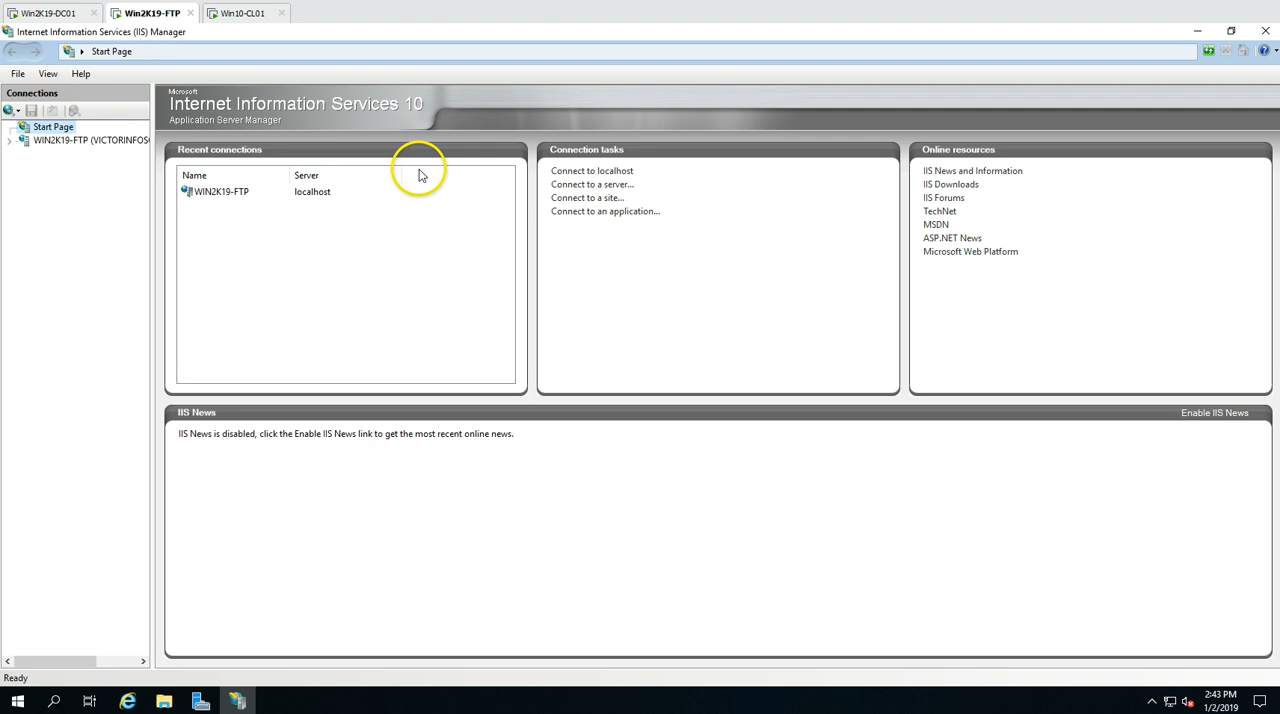 Win2K19-DC01
Win2K19-FTP
Win10-CL01
Internet Information Services (IIS) Manager
Start Page
File
View
Help
Connections
Start Page
WIN2K19-FTP (VICTORINFOSO
Microsoft
Internet Information Services 10
Application Server Manager
Recent connections
Name
Server
WIN2K19-FTP
localhost
Connection tasks
Connect to localhost
Connect to a server...
Connect to a site...
Connect to an application...
Online resources
IIS News and Information
IIS Downloads
IIS Forums
TechNet
MSDN
ASP.NET News
Microsoft Web Platform
IIS News
Enable IIS News
IIS News is disabled, click the Enable IIS News link to get the most recent online news.
Ready
2:43 PM
1/2/2019